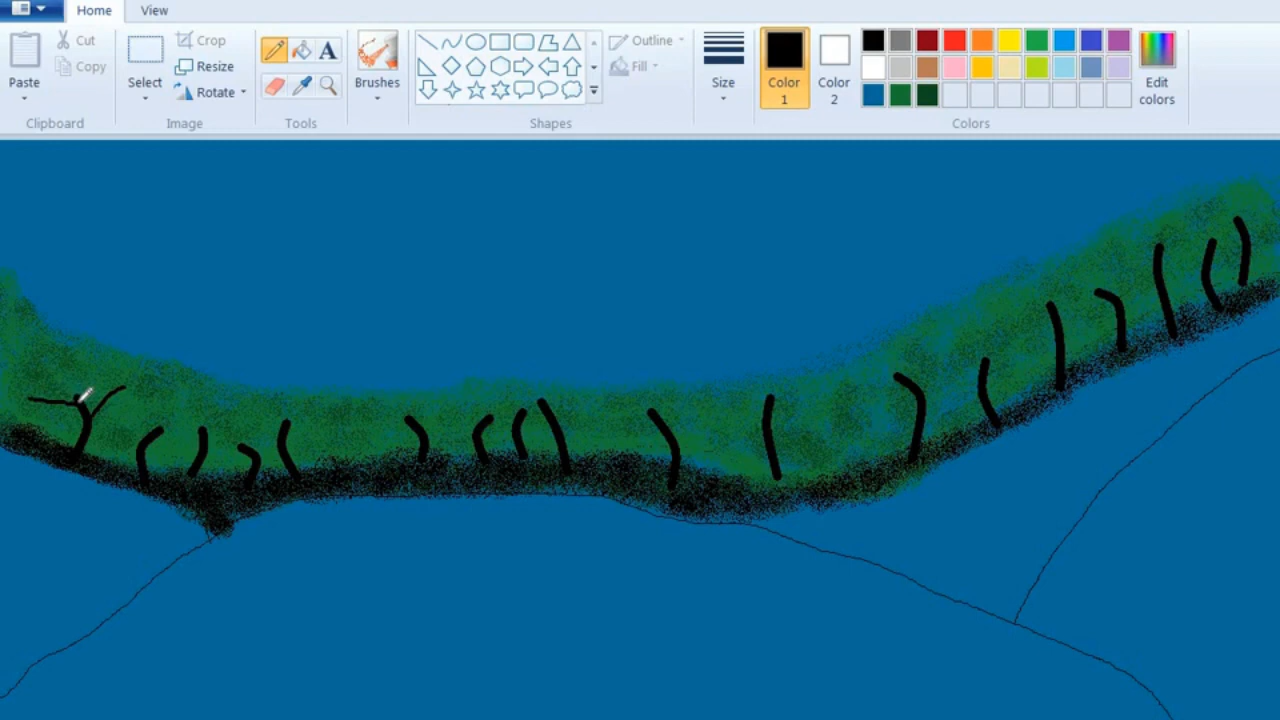 Home View
Cut
Copy
Paste
Clipboard
Crop
Resize
Rotate
Select
Image
A
Tools
Brushes
Outline
Fill
Shapes
Size
Color
1
Color
2
Edit
colors
Colors